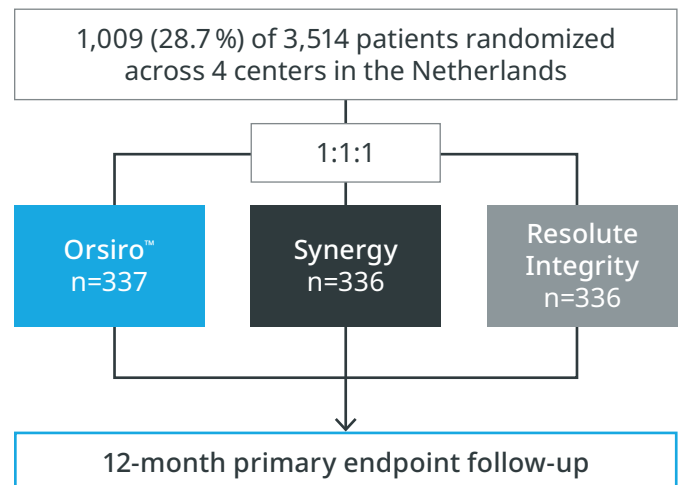 1,009 (28.7 %) of 3,514 patients randomized
across 4 centers in the Netherlands
1:1:1
Orsiro™
n=337
Synergy
n=336
Resolute
Integrity
n=336
12-month primary endpoint follow-up